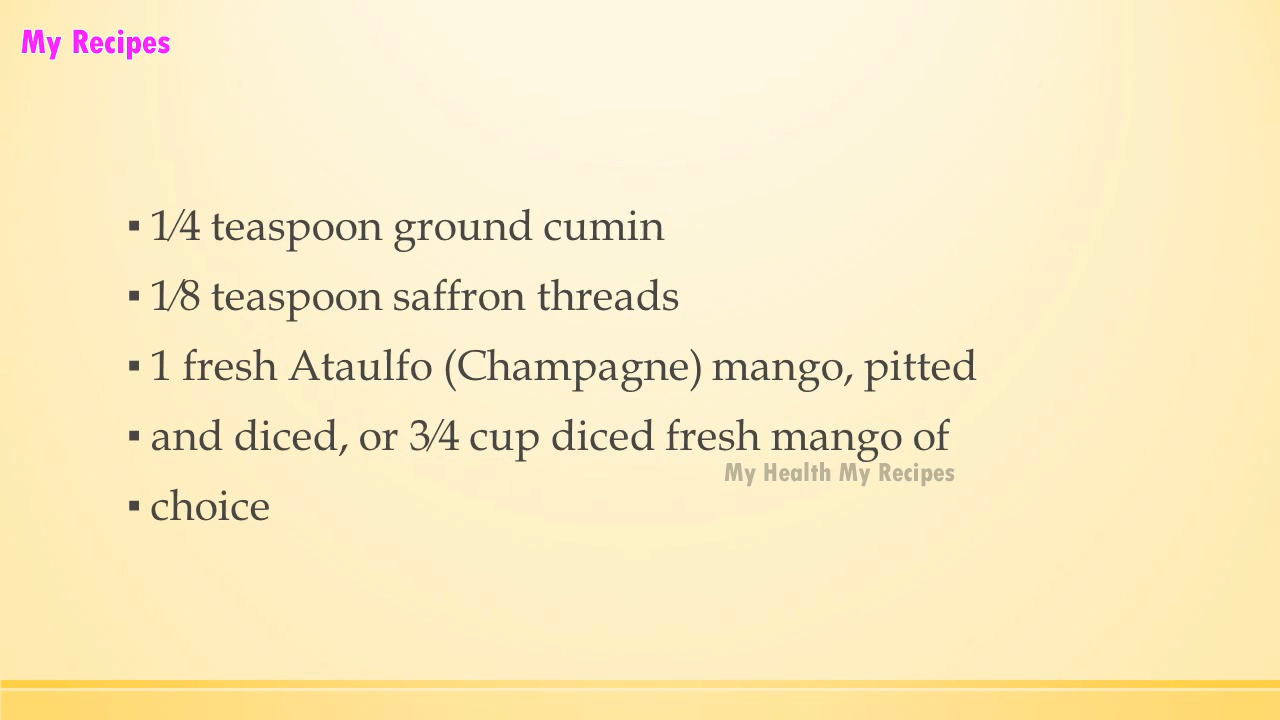 My Recipes
▪ 1⁄4 teaspoon ground cumin
▪ 1⁄8 teaspoon saffron threads
▪ 1 fresh Ataulfo (Champagne) mango, pitted
▪ and diced, or 3⁄4 cup diced fresh mango of
My Health My Recipes
▪ choice